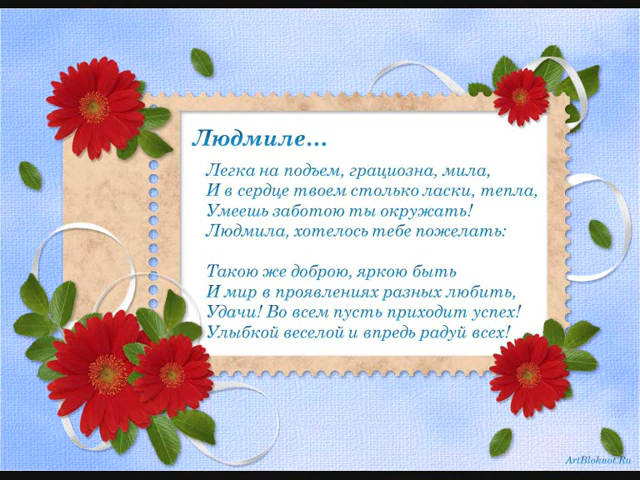 Людмиле...
Легка на подъем, грациозна, мила,
И в сердце твоем столько ласки, тепла,
Умеешь заботою ты окружать!
Людмила, хотелось тебе пожелать:
Такою же доброю, яркою быть
И мир в проявлениях разных любить,
Удачи! Во всем пусть приходит успех!
Улыбкой веселой и впредь радуй всех!
ArtBloknot.Ru